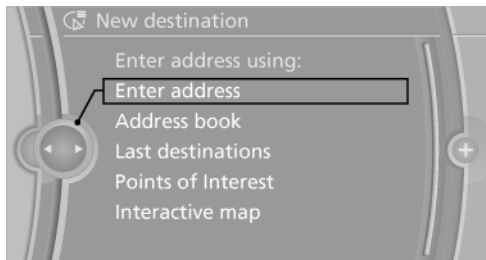 New destination
Enter address using:
Enter address
Address book
Last destinations
Points of Interest
Interactive map